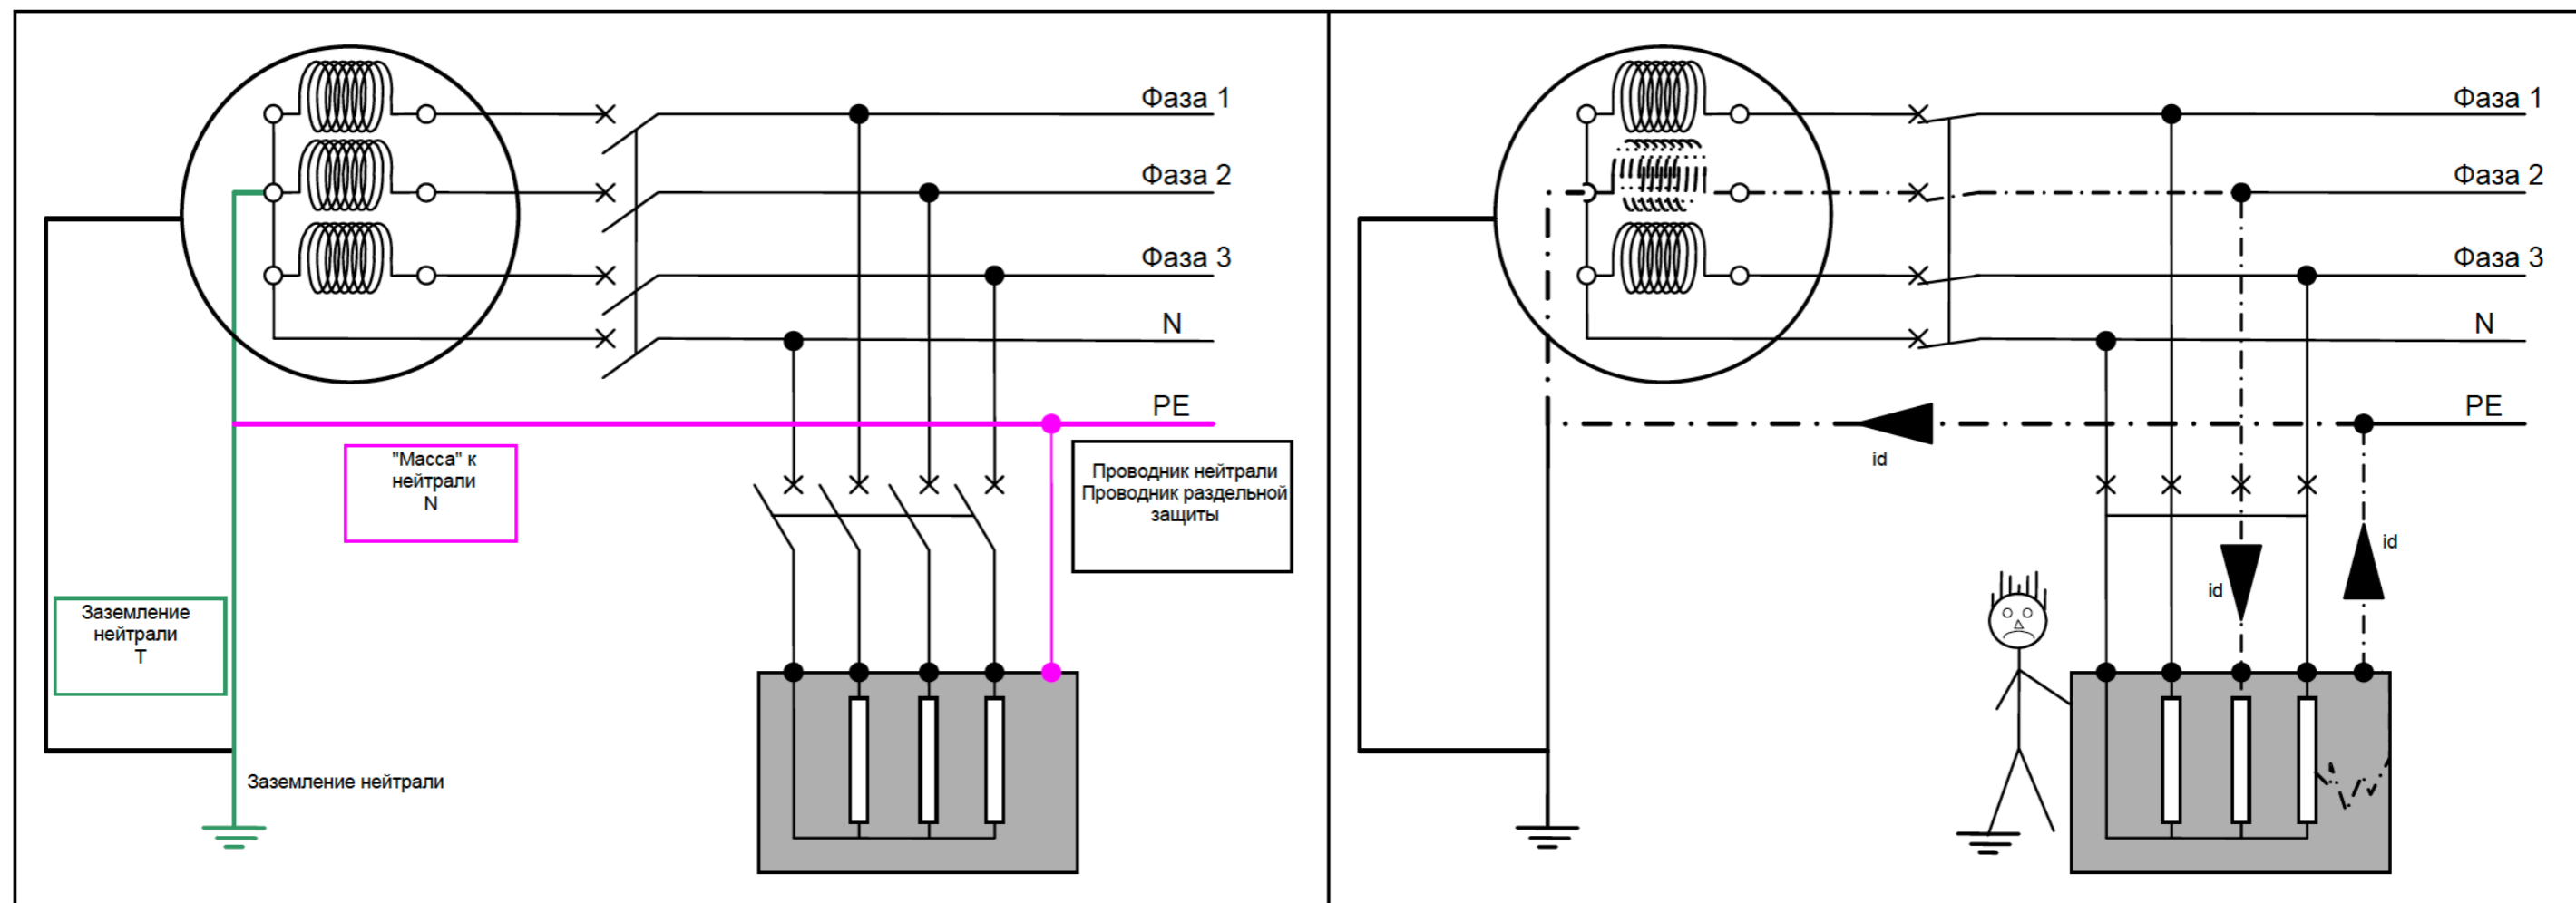 Фаза 1
Фаза 2
Фаза 3
N
PE
"Масса" к
нейтрали
N
Проводник нейтрали
Проводник раздельной
защиты
Заземление
нейтрали
T
Заземление нейтрали
Фаза 1
Фаза 2
Фаза 3
N
PE
id
id
id